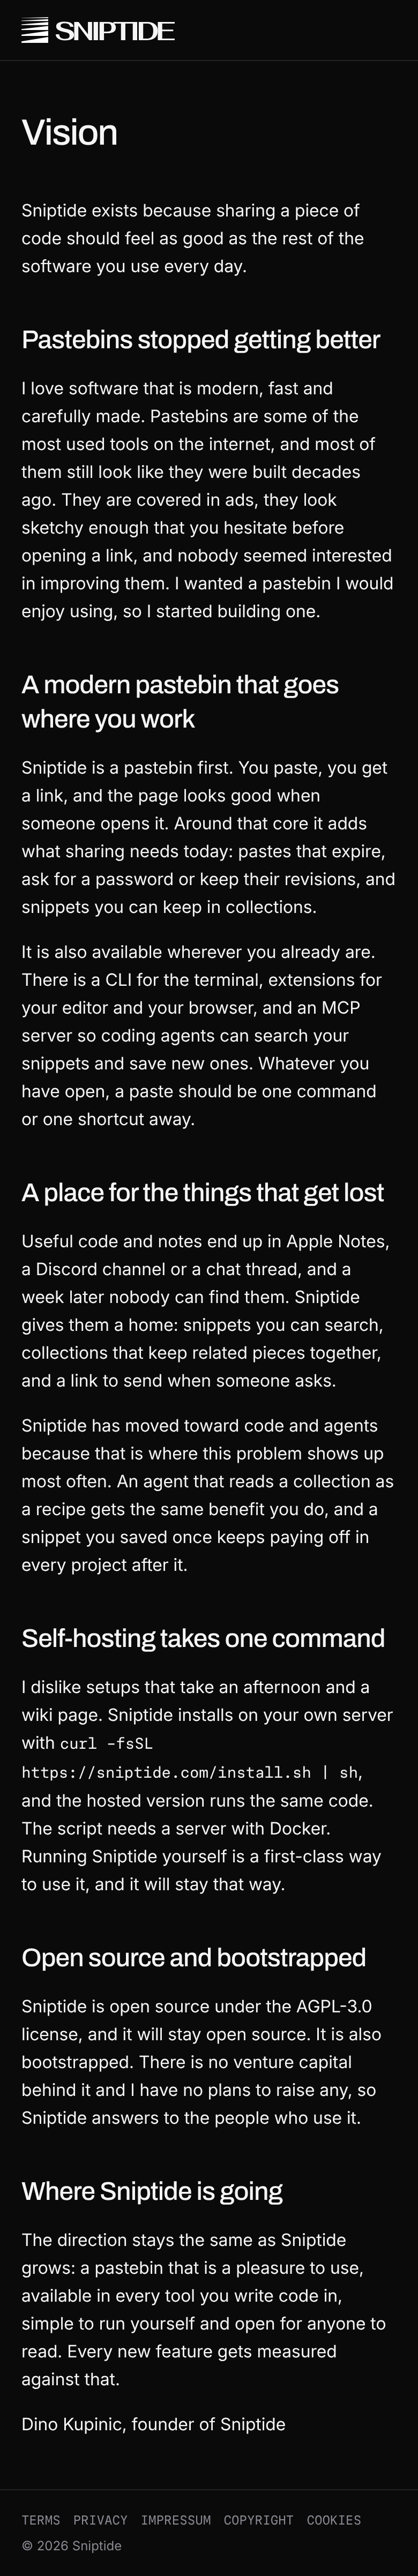 SNIPTIDE
Vision
Sniptide exists because sharing a piece of
code should feel as good as the rest of the
software you use every day.
Pastebins stopped getting better
I love software that is modern, fast and
carefully made. Pastebins are some of the
most used tools on the internet, and most of
them still look like they were built decades
ago. They are covered in ads, they look
sketchy enough that you hesitate before
opening a link, and nobody seemed interested
in improving them. I wanted a pastebin I would
enjoy using, so I started building one.
A modern pastebin that goes
where you work
Sniptide is a pastebin first. You paste, you get
a link, and the page looks good when
someone opens it. Around that core it adds
what sharing needs today: pastes that expire,
ask for a password or keep their revisions, and
snippets you can keep in collections.
It is also available wherever you already are.
There is a CLI for the terminal, extensions for
your editor and your browser, and an MCP
server so coding agents can search your
snippets and save new ones. Whatever you
have open, a paste should be one command
or one shortcut away.
A place for the things that get lost
Useful code and notes end up in Apple Notes,
a Discord channel or a chat thread, and a
week later nobody can find them. Sniptide
gives them a home: snippets you can search,
collections that keep related pieces together,
and a link to send when someone asks.
Sniptide has moved toward code and agents
because that is where this problem shows up
most often. An agent that reads a collection as
a recipe gets the same benefit you do, and a
snippet you saved once keeps paying off in
every project after it.
Self-hosting takes one command
I dislike setups that take an afternoon and a
wiki page. Sniptide installs on your own server
with curl -fsSL
https://sniptide.com/install.sh | sh,
and the hosted version runs the same code.
The script needs a server with Docker.
Running Sniptide yourself is a first-class way
to use it, and it will stay that way.
Open source and bootstrapped
Sniptide is open source under the AGPL-3.0
license, and it will stay open source. It is also
bootstrapped. There is no venture capital
behind it and I have no plans to raise any, so
Sniptide answers to the people who use it.
Where Sniptide is going
The direction stays the same as Sniptide
grows: a pastebin that is a pleasure to use,
available in every tool you write code in,
simple to run yourself and open for anyone to
read. Every new feature gets measured
against that.
Dino Kupinic, founder of Sniptide
TERMS PRIVACY IMPRESSUM COPYRIGHT COOKIES
© 2026 Sniptide